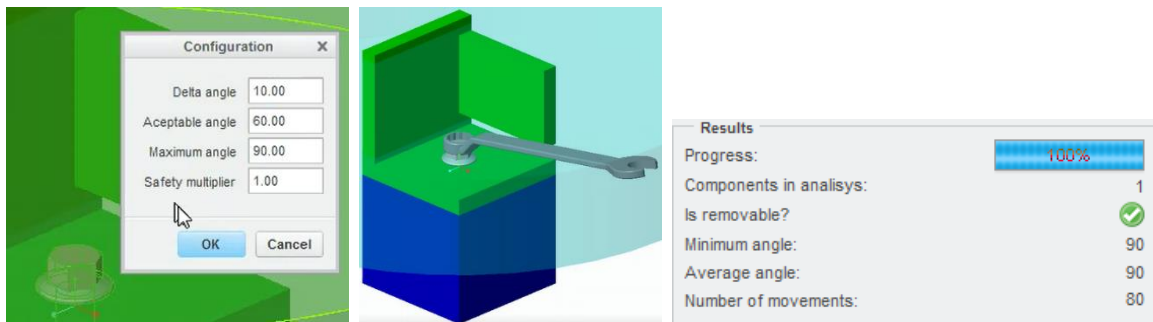 Configuration X
Delta angle 10.00
Aceptable angle 60.00
Maximum angle 90.00
Safety multiplier 1.00
OK Cancel
Results
Progress: 100%
Components in analisys: 1
Is removable?
Minimum angle: 90
Average angle: 90
Number of movements: 80